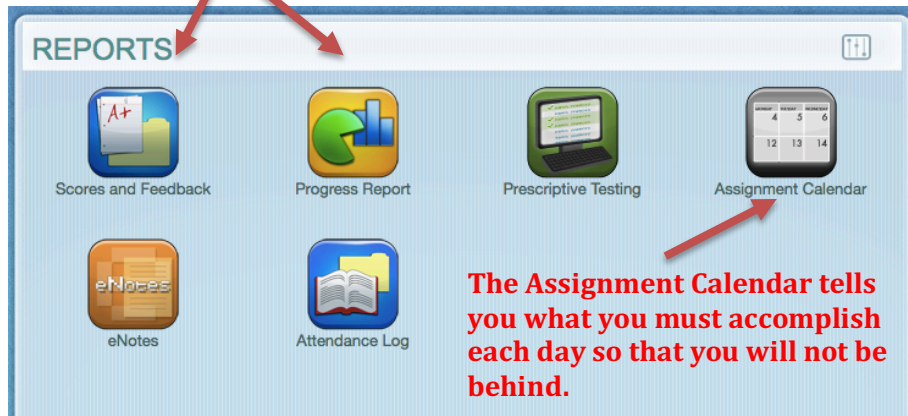 REPORTS
A+
4 5 6
12 13 14
Scores and Feedback
Progress Report
Prescriptive Testing
Assignment Calendar
eNotes
eNotes
Attendance Log
The Assignment Calendar tells
you what you must accomplish
each day so that you will not be
behind.